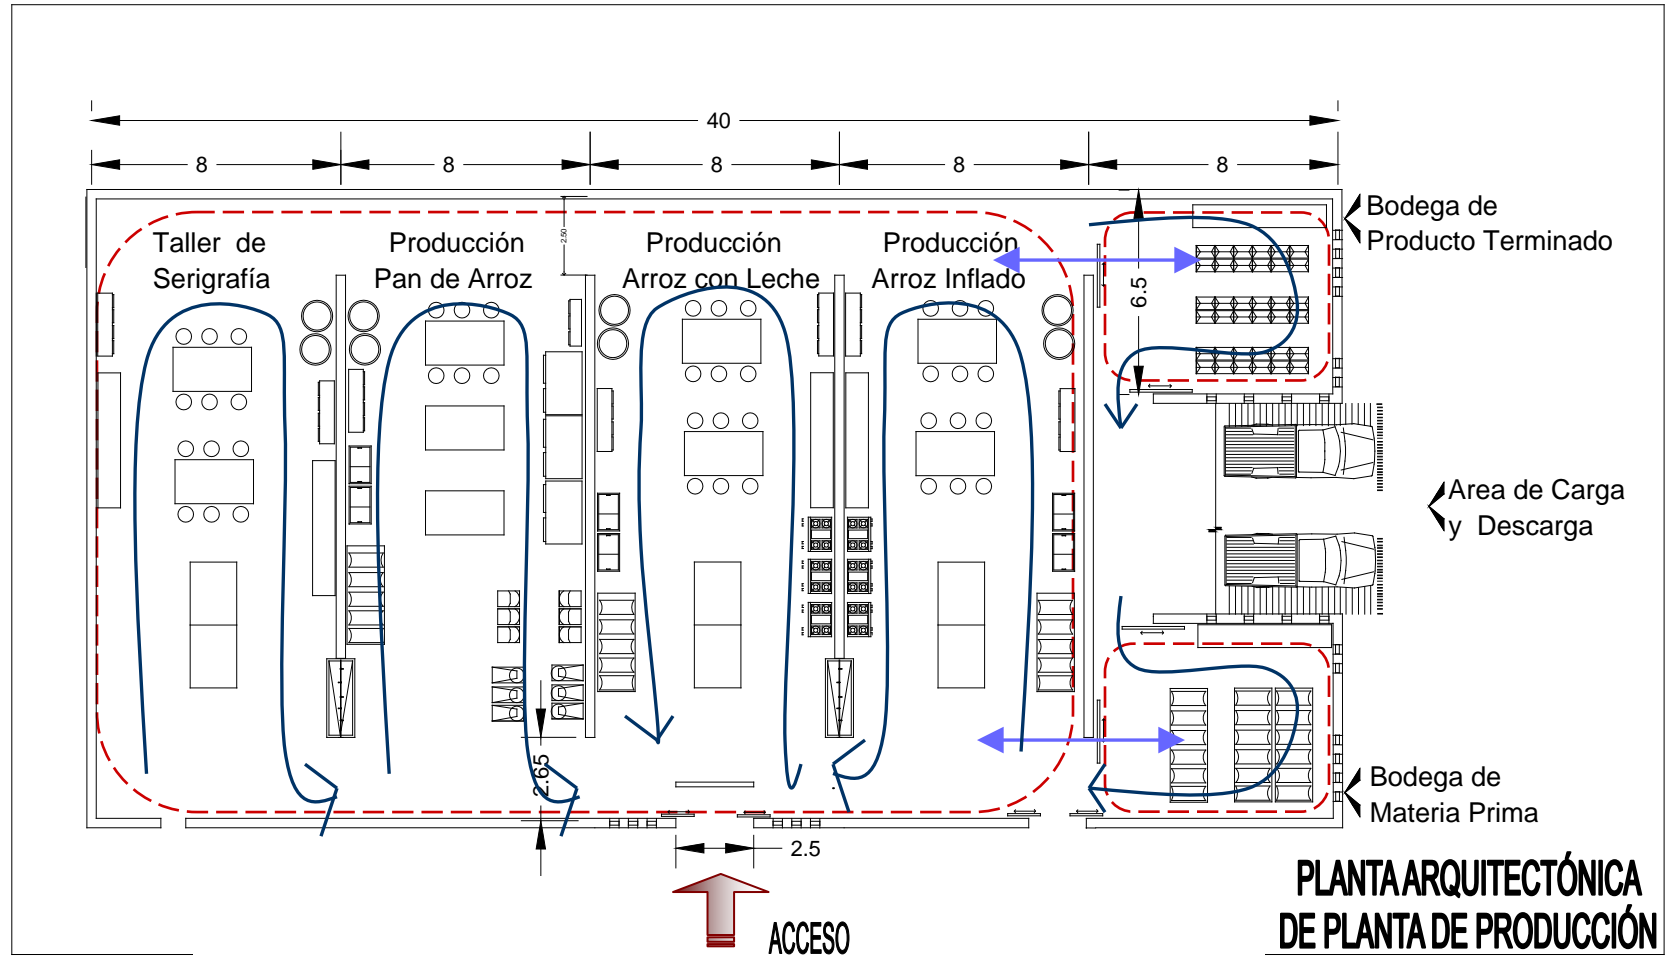 40
8
8
8
8
8
Bodega de
Producto Terminado
Taller de
Serigrafía
Producción
Pan de Arroz
2.50
Producción
Arroz con Leche
Producción
Arroz Inflado
6.5
Area de Carga
y Descarga
2.65
Bodega de
Materia Prima
2.5
ACCESO
PLANTA ARQUITECTÓNICA
DE PLANTA DE PRODUCCIÓN